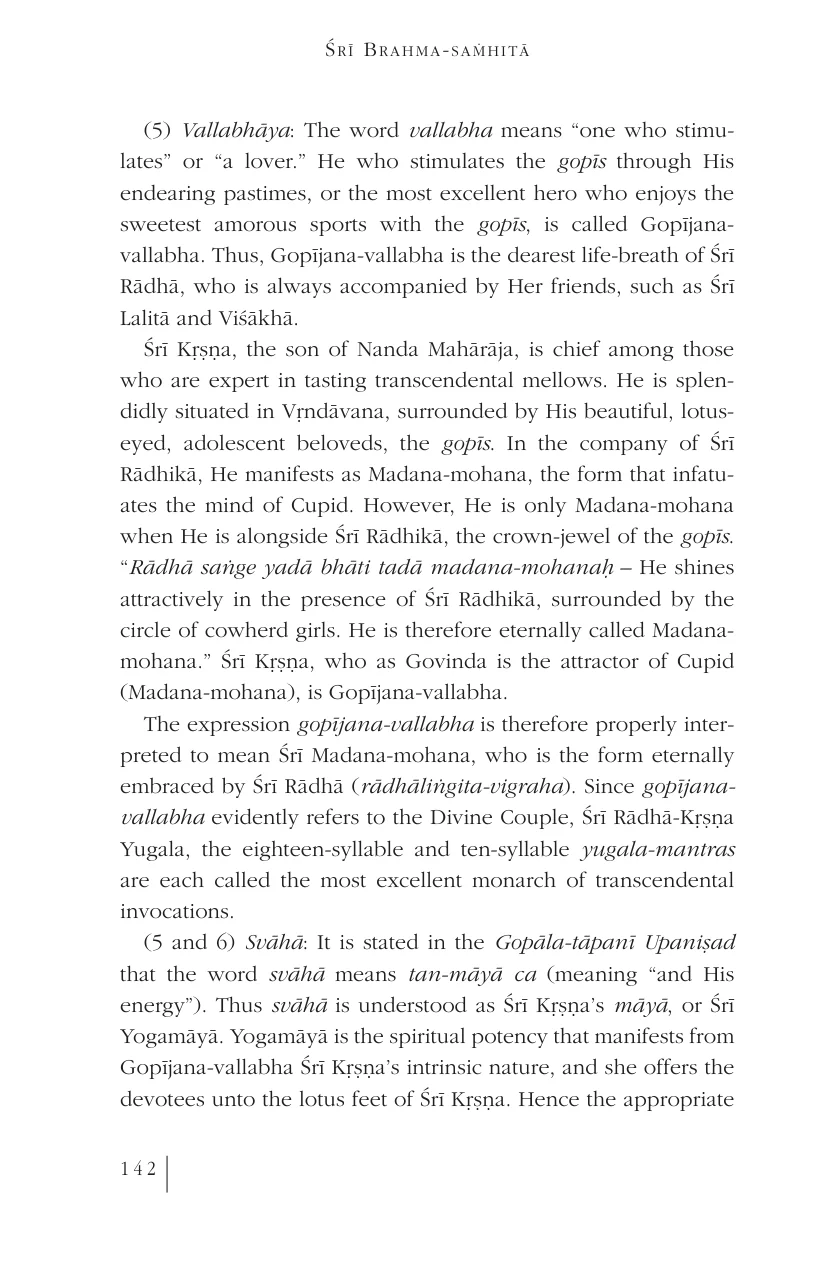 Śrī Brahma-saṁhitā
(5) Vallabhāya: The word vallabha means “one who stimu-
lates” or “a lover.” He who stimulates the gopīs through His
endearing pastimes, or the most excellent hero who enjoys the
sweetest amorous sports with the gopīs, is called Gopījana-
vallabha. Thus, Gopījana-vallabha is the dearest life-breath of Śrī
Rādhā, who is always accompanied by Her friends, such as Śrī
Lalitā and Viśākhā.
Śrī Kṛṣṇa, the son of Nanda Mahārāja, is chief among those
who are expert in tasting transcendental mellows. He is splen-
didly situated in Vṛndāvana, surrounded by His beautiful, lotus-
eyed, adolescent beloveds, the gopīs. In the company of Śrī
Rādhikā, He manifests as Madana-mohana, the form that infatu-
ates the mind of Cupid. However, He is only Madana-mohana
when He is alongside Śrī Rādhikā, the crown-jewel of the gopīs.
“Rādhā saṅge yadā bhāti tadā madana-mohanaḥ – He shines
attractively in the presence of Śrī Rādhikā, surrounded by the
circle of cowherd girls. He is therefore eternally called Madana-
mohana.” Śrī Kṛṣṇa, who as Govinda is the attractor of Cupid
(Madana-mohana), is Gopījana-vallabha.
The expression gopījana-vallabha is therefore properly inter-
preted to mean Śrī Madana-mohana, who is the form eternally
embraced by Śrī Rādhā (rādhāliṅgita-vigraha). Since gopījana-
vallabha evidently refers to the Divine Couple, Śrī Rādhā-Kṛṣṇa
Yugala, the eighteen-syllable and ten-syllable yugala-mantras
are each called the most excellent monarch of transcendental
invocations.
(5 and 6) Svāhā: It is stated in the Gopāla-tāpanī Upaniṣad
that the word svāhā means tan-māyā ca (meaning “and His
energy”). Thus svāhā is understood as Śrī Kṛṣṇa’s māyā, or Śrī
Yogamāyā. Yogamāyā is the spiritual potency that manifests from
Gopījana-vallabha Śrī Kṛṣṇa’s intrinsic nature, and she offers the
devotees unto the lotus feet of Śrī Kṛṣṇa. Hence the appropriate
142